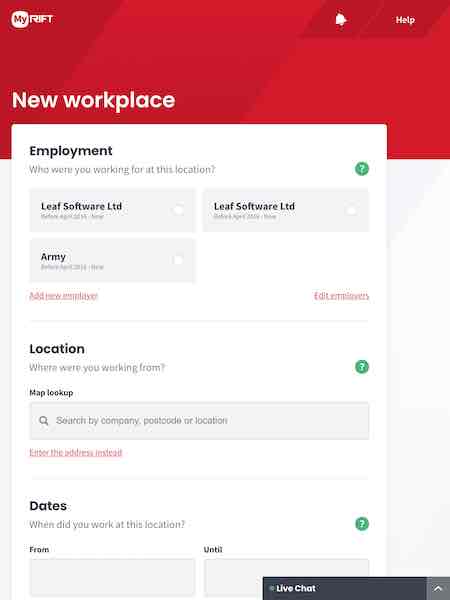 My RIFT
Help
New workplace
Employment
Who were you working for at this location?
?
Leaf Software Ltd
Before April 2016 - Now
Leaf Software Ltd
Before April 2016 - Now
Army
Before April 2016 - Now
Add new employer
Edit employers
Location
Where were you working from?
?
Map lookup
Search by company, postcode or location
Enter the address instead
Dates
When did you work at this location?
?
From
Until
Live Chat